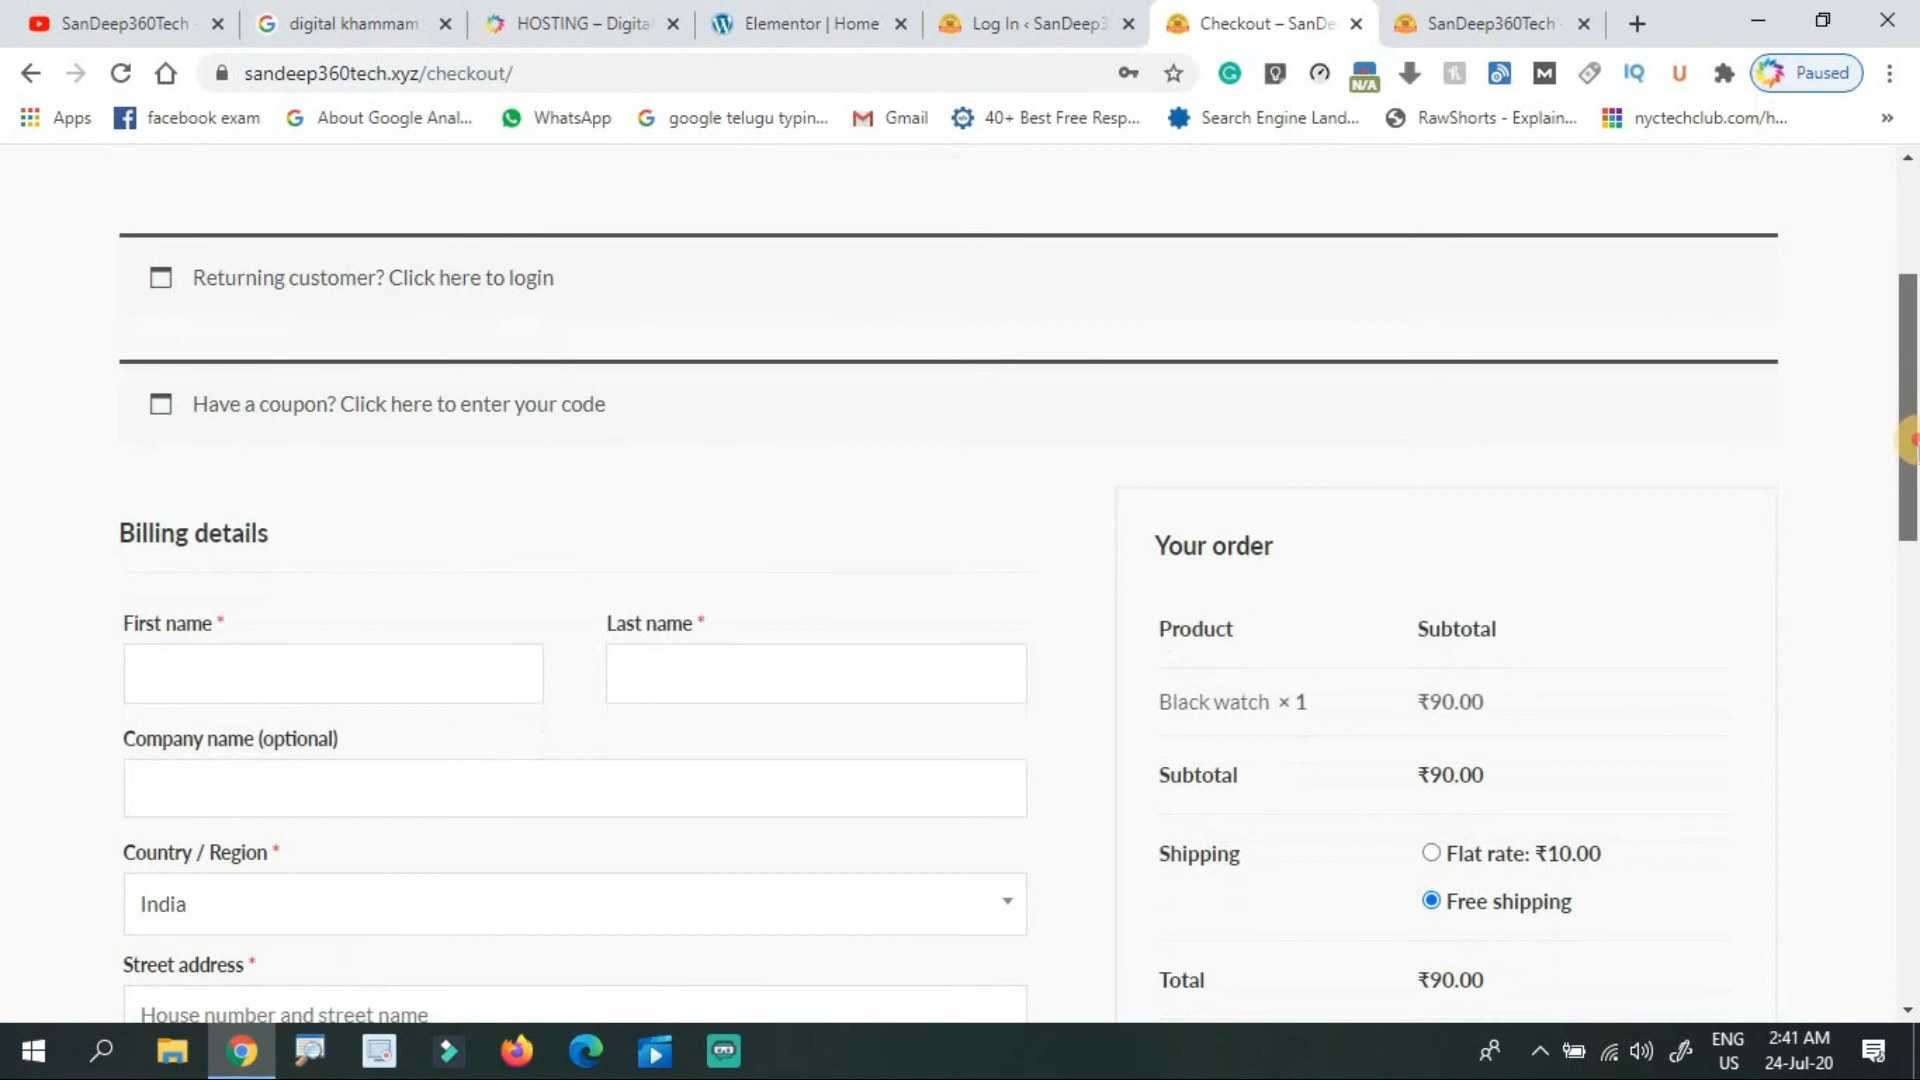 SanDeep360Tech -
digital khammam
HOSTING – Digita
Elementor | Home
Log In ‹ SanDeep3
Checkout – SanDe
SanDeep360Tech -
sandeep360tech.xyz/checkout/
N/A
M
IQ
U
Paused
Apps
facebook exam
About Google Anal...
WhatsApp
google telugu typin...
Gmail
40+ Best Free Resp...
Search Engine Land...
RawShorts - Explain...
nyctechclub.com/h...
»
Returning customer? Click here to login
Have a coupon? Click here to enter your code
Billing details
Your order
First name *
Last name *
Product
Subtotal
Black watch × 1
₹90.00
Company name (optional)
Subtotal
₹90.00
Country / Region *
India
Shipping
Flat rate: ₹10.00
Free shipping
Street address *
House number and street name
Total
₹90.00
ENG
US
2:41 AM
24-Jul-20